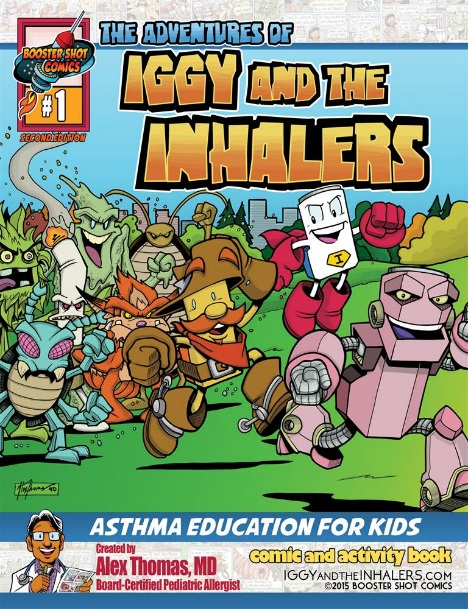 BOOSTER SHOT
COMICS
#1
SECOND EDITION
THE ADVENTURES OF
IGGY AND THE
INHALERS
I
ASTHMA EDUCATION FOR KIDS
Created by
Alex Thomas, MD
Board-Certified Pediatric Allergist
comic and activity book
IGGYANDTHEINHALERS.COM
©2015 BOOSTER SHOT COMICS